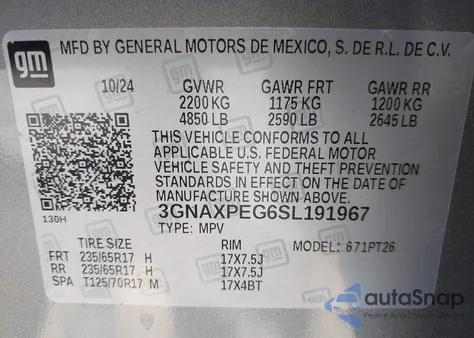 gm
MFD BY GENERAL MOTORS DE MEXICO, S. DE R.L. DE C.V.
10/24 GVWR GAWR FRT GAWR RR
2200 KG 1175 KG 1200 KG
4850 LB 2590 LB 2645 LB
THIS VEHICLE CONFORMS TO ALL
APPLICABLE U.S. FEDERAL MOTOR
VEHICLE SAFETY AND THEFT PREVENTION
STANDARDS IN EFFECT ON THE DATE OF
MANUFACTURE SHOWN ABOVE.
3GNAXPEG6SL191967
130H TYPE: MPV
TIRE SIZE RIM MODEL: 671PT26
FRT 235/65R17 H 17X7.5J
RR 235/65R17 H 17X7.5J
SPA T125/70R17 M 17X4BT
autoSnap